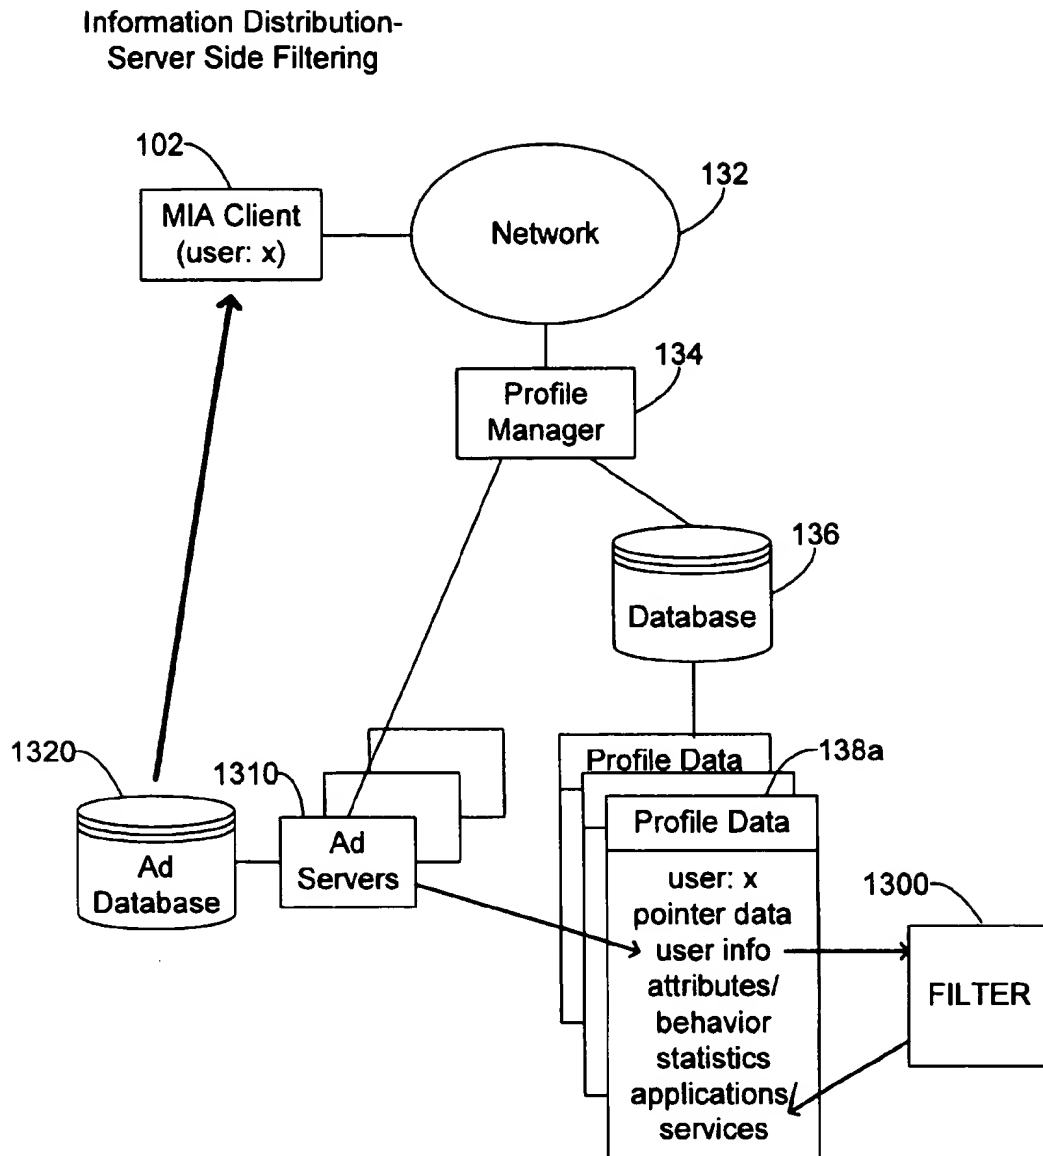 Information Distribution-
Server Side Filtering
102
MIA Client
(user: x)
Network
132
134
Profile
Manager
136
Database
1320
Ad
Database
1310
Ad
Servers
Profile Data
138a
Profile Data
user: x
pointer data
user info
attributes/
behavior
statistics
applications/
services
1300
FILTER